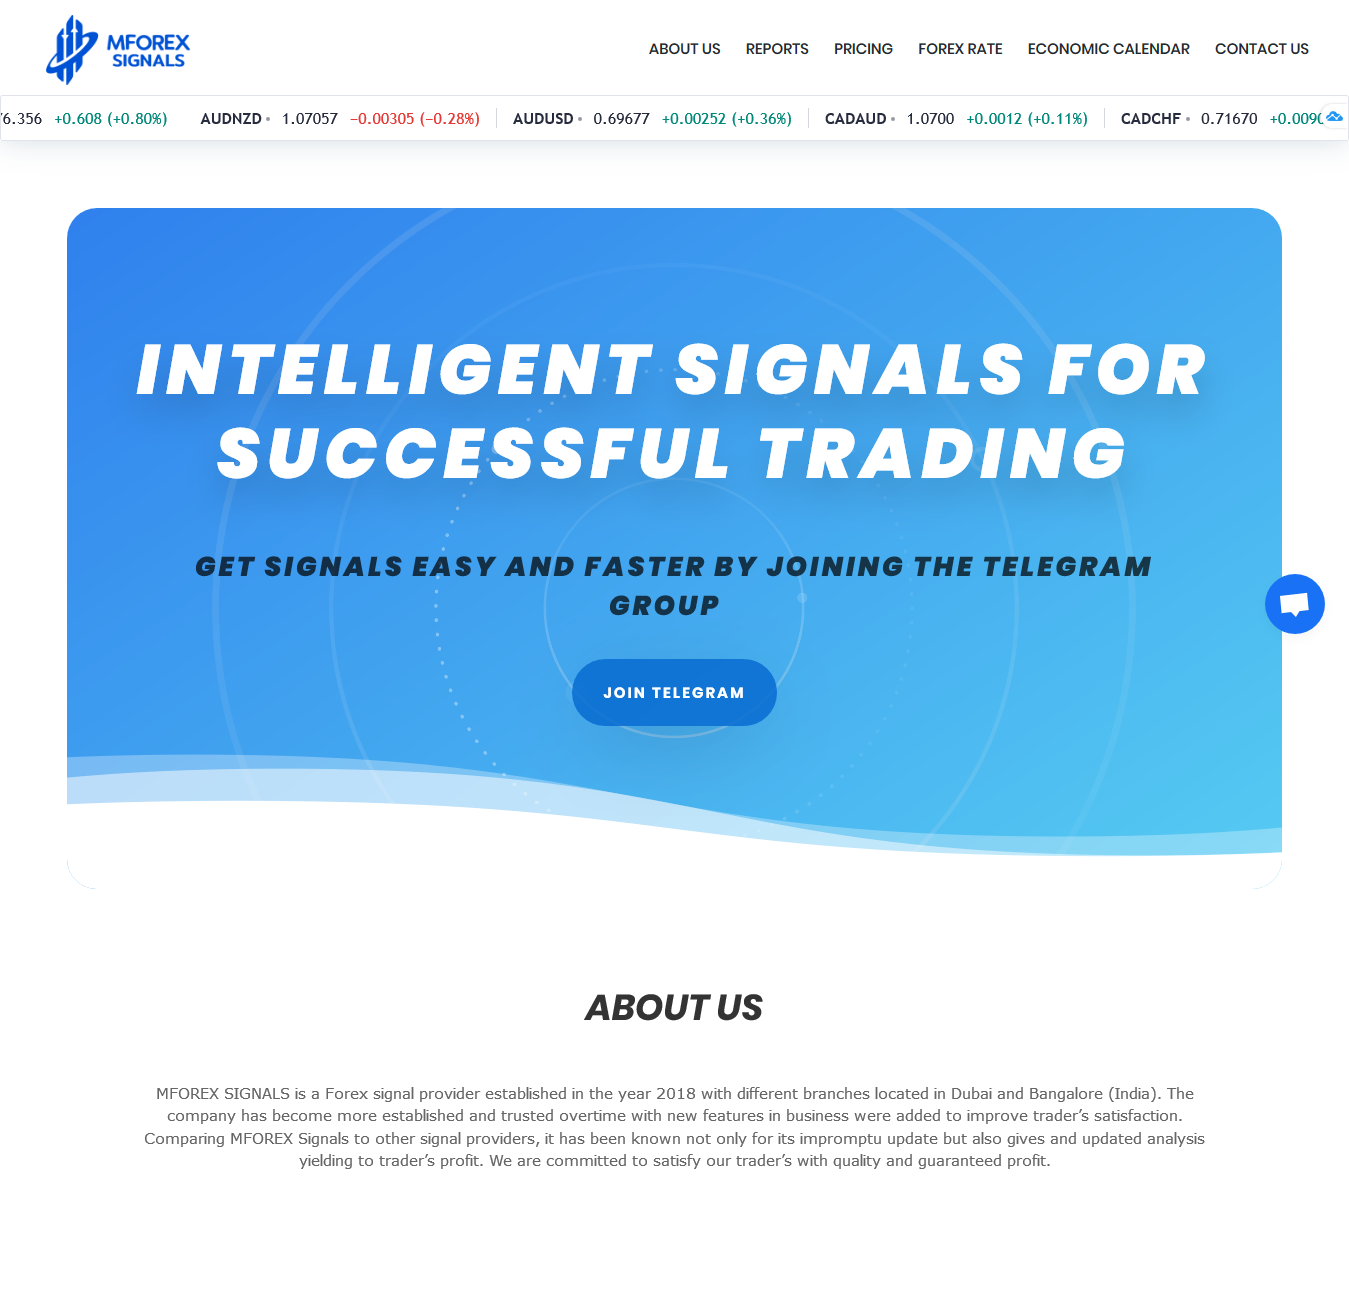 MFOREX
SIGNALS
ABOUT US REPORTS PRICING FOREX RATE ECONOMIC CALENDAR CONTACT US
76.356 +0.608 (+0.80%) AUDNZD • 1.07057 −0.00305 (−0.28%) AUDUSD • 0.69677 +0.00252 (+0.36%) CADAUD • 1.0700 +0.0012 (+0.11%) CADCHF • 0.71670 +0.0090
INTELLIGENT SIGNALS FOR
SUCCESSFUL TRADING
GET SIGNALS EASY AND FASTER BY JOINING THE TELEGRAM
GROUP
JOIN TELEGRAM
ABOUT US
MFOREX SIGNALS is a Forex signal provider established in the year 2018 with different branches located in Dubai and Bangalore (India). The
company has become more established and trusted overtime with new features in business were added to improve trader’s satisfaction.
Comparing MFOREX Signals to other signal providers, it has been known not only for its impromptu update but also gives and updated analysis
yielding to trader’s profit. We are committed to satisfy our trader’s with quality and guaranteed profit.